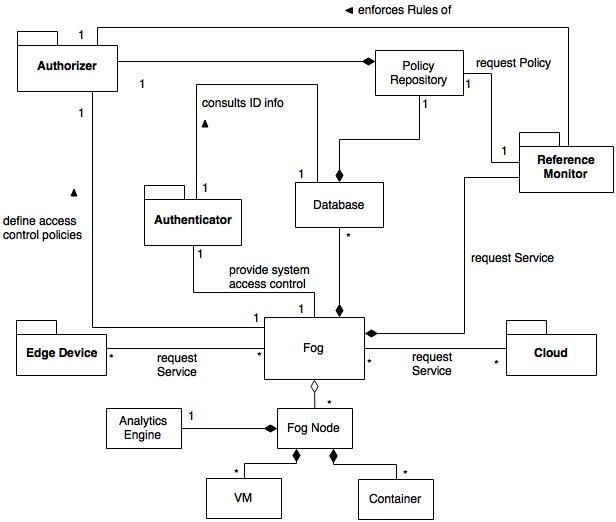 ◄ enforces Rules of
1
Authorizer
Policy
Repository
request Policy
1
1
1
1
consults ID info
▲
1
1
Reference
Monitor
1
1
Authenticator
Database
▲
define access
control policies
*
1
request Service
provide system
access control
1
1
Fog
Edge Device
*
request
Service
*
*
request
Service
*
Cloud
*
Analytics
Engine
1
Fog Node
*
*
VM
Container